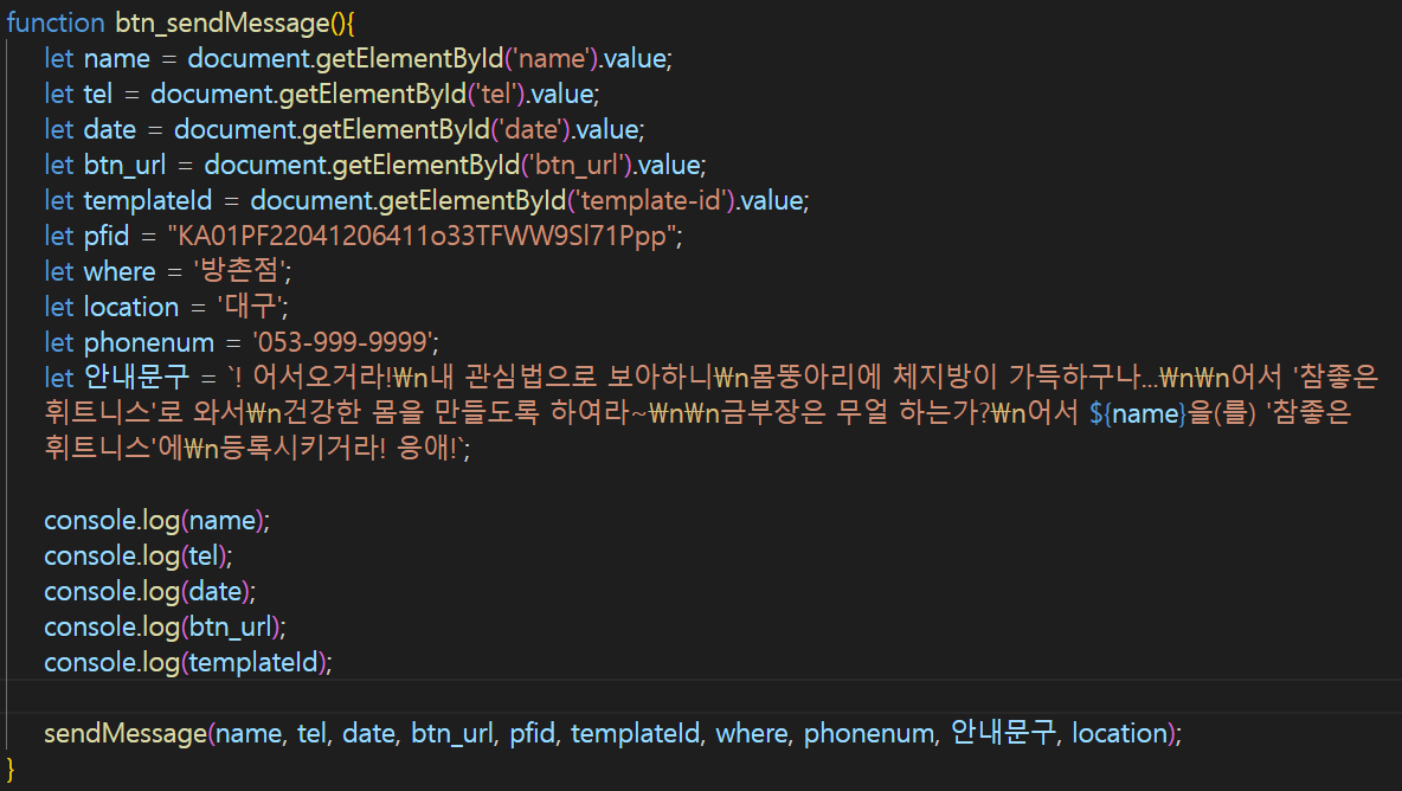 function btn_sendMessage(){
let name = document.getElementById('name').value;
let tel = document.getElementById('tel').value;
let date = document.getElementById('date').value;
let btn_url = document.getElementById('btn_url').value;
let templateId = document.getElementById('template-id').value;
let pfid = "KA01PF22041206411o33TFWW9Sl71Ppp";
let where = '방촌점';
let location = '대구';
let phonenum = '053-999-9999';
let 안내문구 = `! 어서오거라!₩n내 관심법으로 보아하니₩n몸뚱아리에 체지방이 가득하구나...₩n₩n어서 '참좋은
휘트니스'로 와서₩n건강한 몸을 만들도록 하여라~₩n₩n금부장은 무얼 하는가?₩n어서 ${name}을(를) '참좋은
휘트니스'에₩n등록시키거라! 응애!`;
console.log(name);
console.log(tel);
console.log(date);
console.log(btn_url);
console.log(templateId);
sendMessage(name, tel, date, btn_url, pfid, templateId, where, phonenum, 안내문구, location);
}